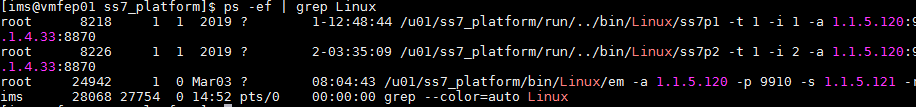 [ims@vmfep01 ss7_platform]$ ps -ef | grep Linux
root 8218 1 1 2019 ? 1-12:48:44 /u01/ss7_platform/run/../bin/Linux/ss7p1 -t 1 -i 1 -a 1.1.5.120:9
.1.4.33:8870
root 8226 1 1 2019 ? 2-03:35:09 /u01/ss7_platform/run/../bin/Linux/ss7p2 -t 1 -i 2 -a 1.1.5.120:9
.1.4.33:8870
root 24942 1 0 Mar03 ? 08:04:43 /u01/ss7_platform/bin/Linux/em -a 1.1.5.120 -p 9910 -s 1.1.5.121 -r
ims 28068 27754 0 14:52 pts/0 00:00:00 grep --color=auto Linux